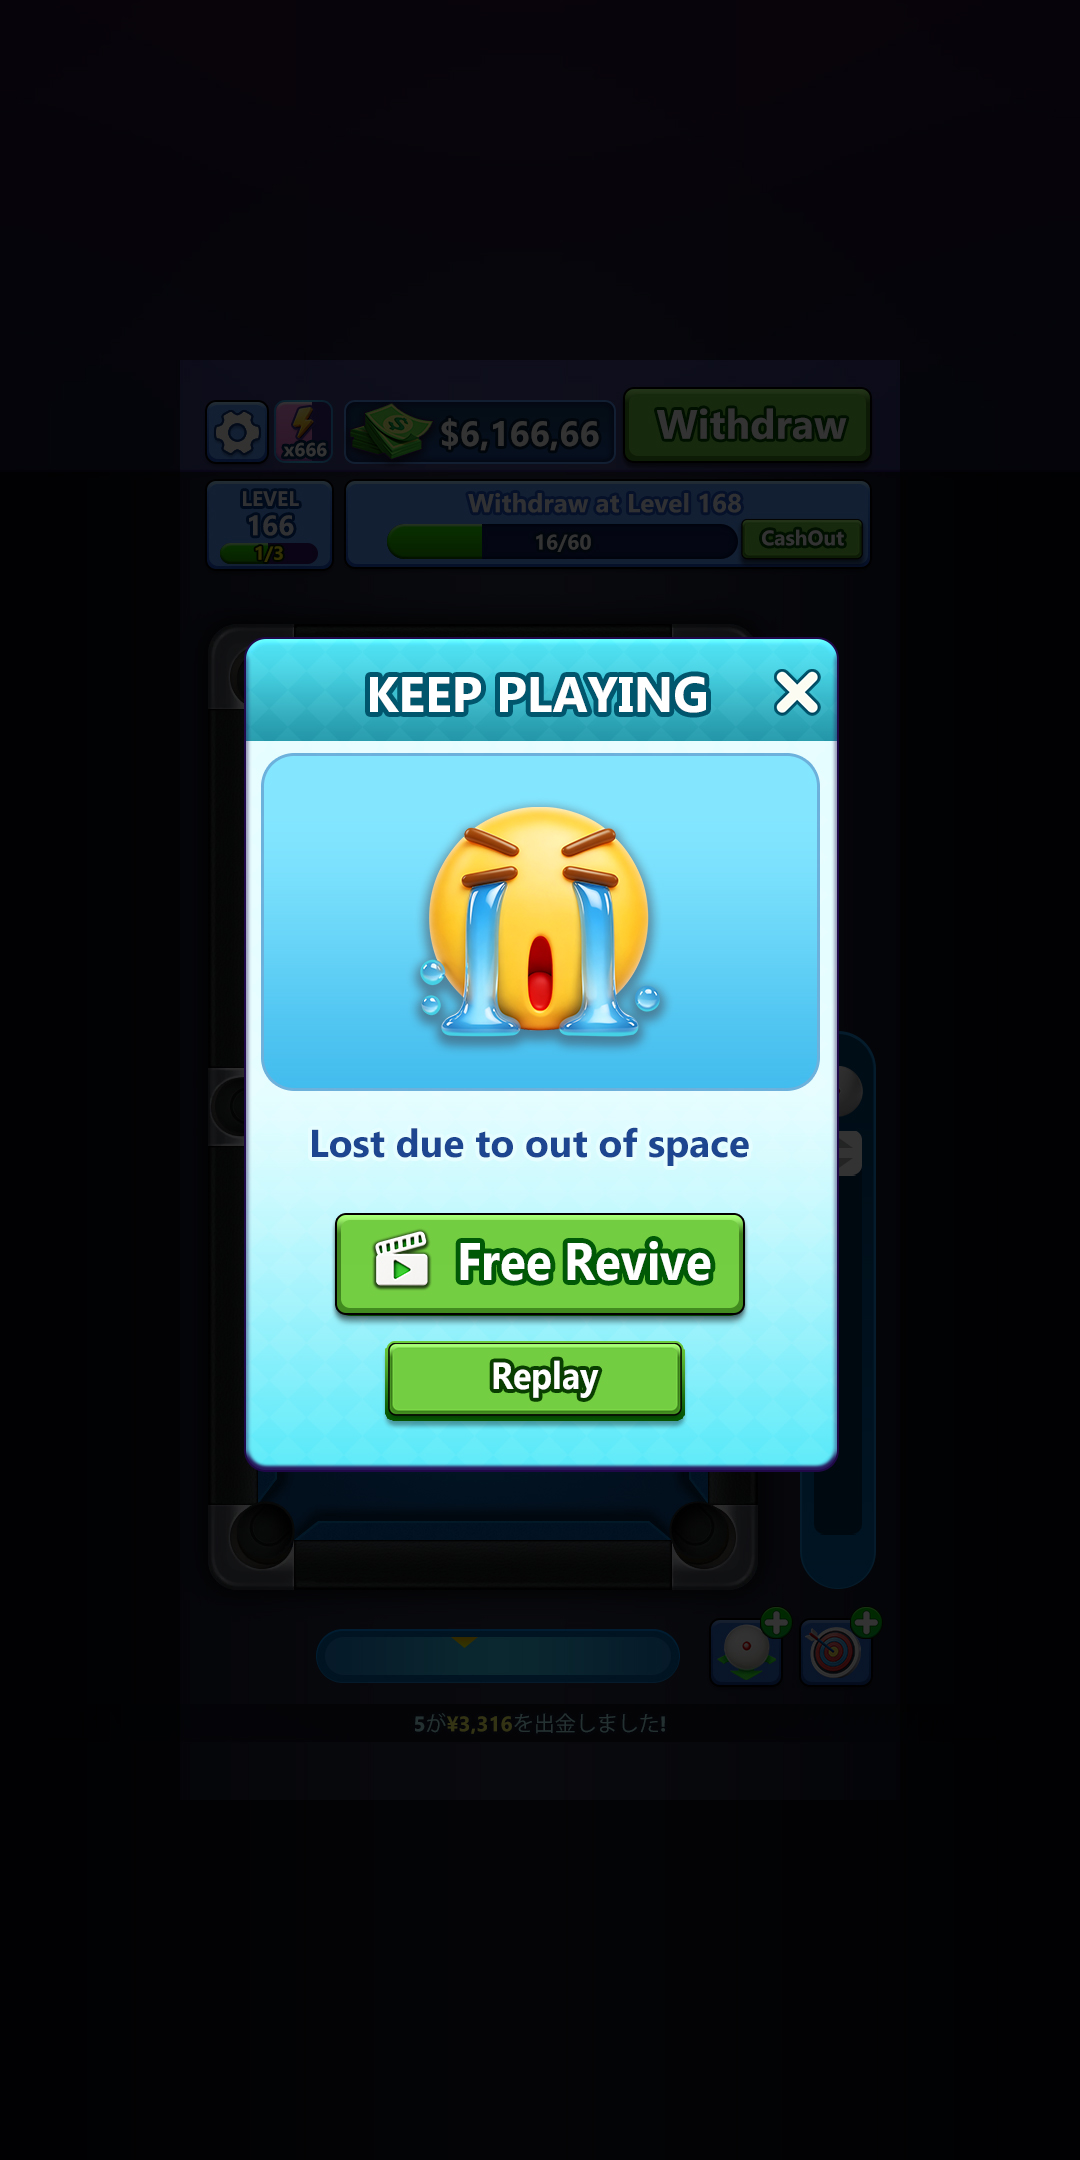 x666
$6,166,66
Withdraw
LEVEL
166
1/3
Withdraw at Level 168
16/60
CashOut
KEEP PLAYING
Lost due to out of space
Free Revive
Replay
5が¥3,316を出金しました!